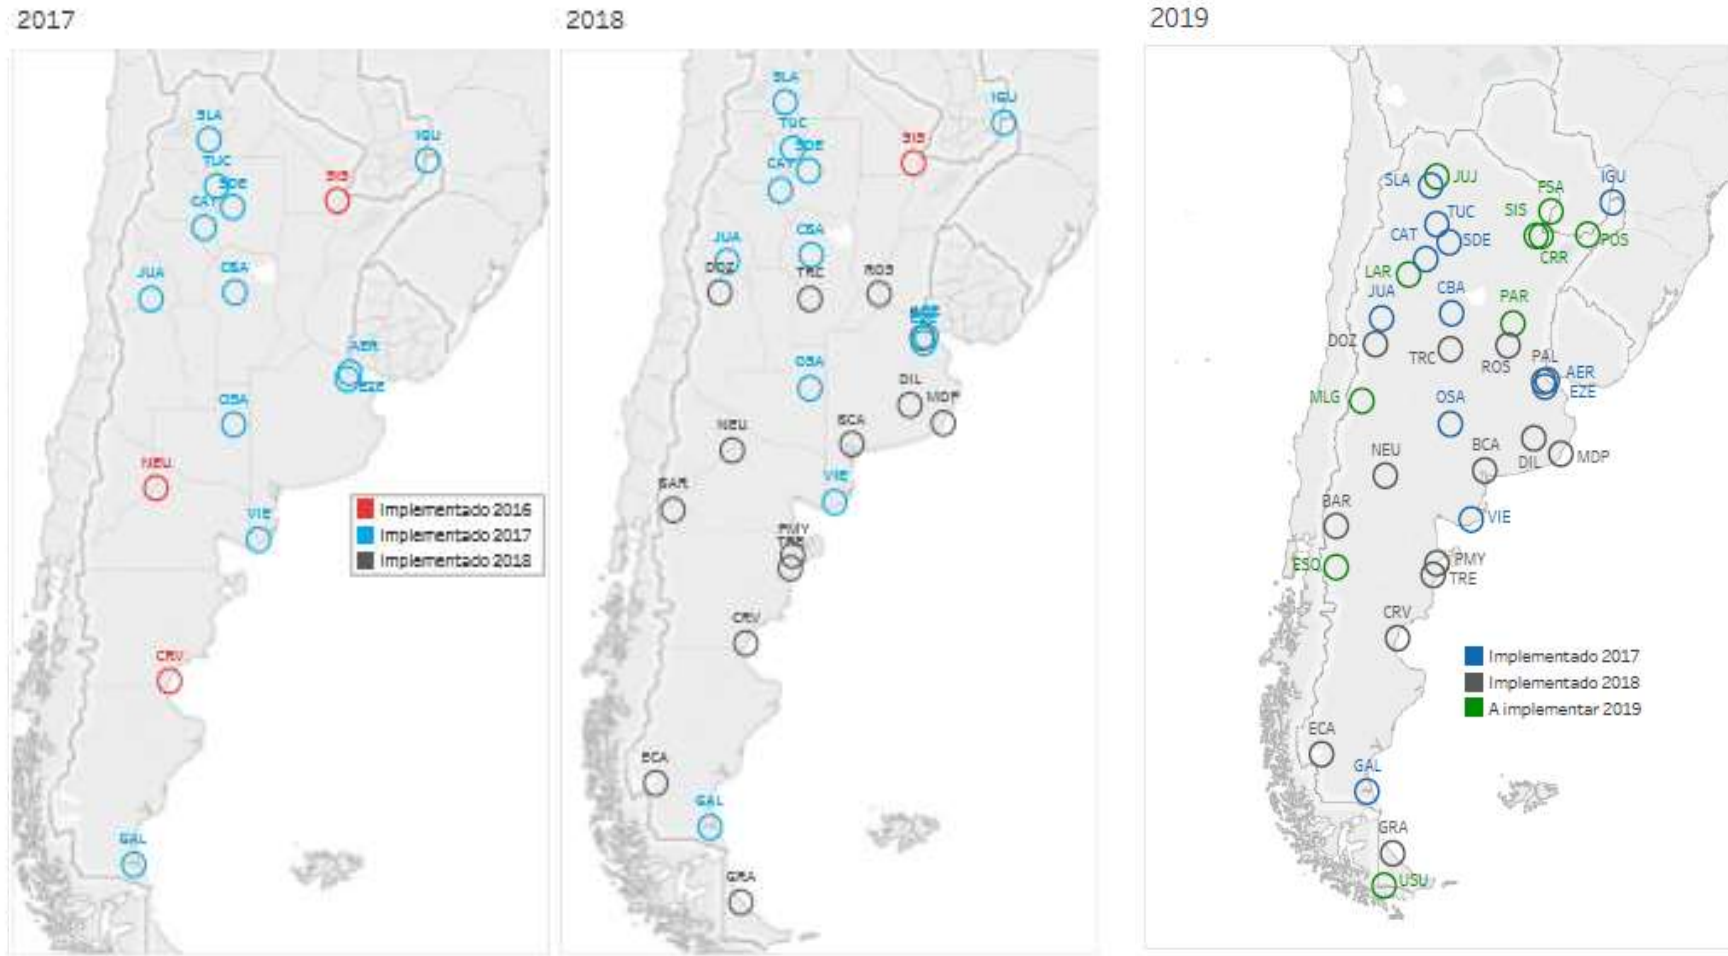 2017
SLA
IGU
TUC
SDE
SIS
CAT
JUA
CBA
AER
EZE
OSA
NEU
VIE
Implementado 2016
Implementado 2017
Implementado 2018
CRV
GAL
2018
SLA
IGU
TUC
SIS
SDE
CAT
CBA
JUA
DOZ
TRC
ROS
OSA
DIL
MDP
NEU
BCA
BAR
VIE
PMY
TRE
CRV
ECA
GAL
GRA
2019
SLA
JUJ
FSA
IGU
SIS
TUC
CAT
SDE
POS
CRR
LAR
JUA
CBA
PAR
DOZ
TRC
ROS
PAL
AER
EZE
MLG
OSA
NEU
BCA
DIL
MDP
BAR
VIE
ESQ
PMY
TRE
CRV
Implementado 2017
Implementado 2018
A implementar 2019
ECA
GAL
GRA
USU